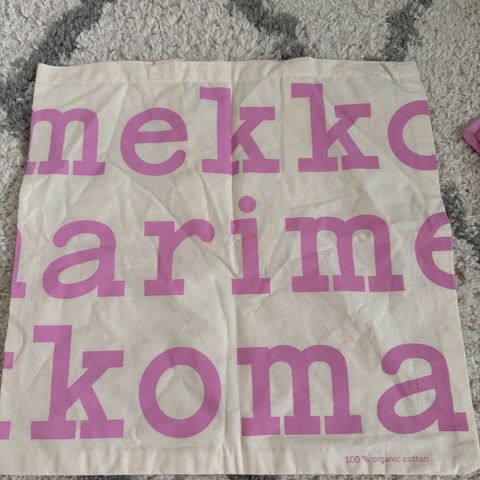 mekko
arime
koma
100 % organic cotton